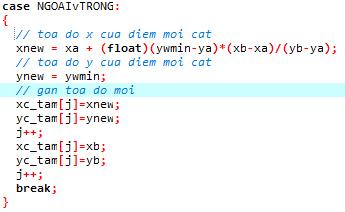 case NGOAIvTRONG:
{
// toa do x cua diem moi cat
xnew = xa + (float)(ywmin-ya)*(xb-xa)/(yb-ya);
// toa do y cua diem moi cat
ynew = ywmin;
// gan toa do moi
xc_tam[j]=xnew;
yc_tam[j]=ynew;
j++;
xc_tam[j]=xb;
yc_tam[j]=yb;
j++;
break;
}